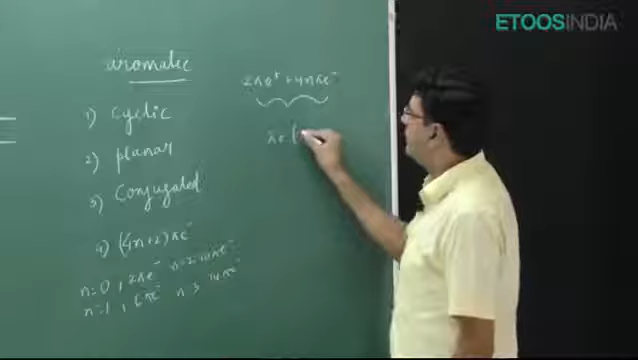 ETOOSINDIA
aromatic
1) Cyclic
2) planar
3) Conjugated
4) (4n+2)πe⁻
n=0, 2πe⁻ n=2 10πe⁻
n=1, 6πe⁻ n 3 14πe⁻
2πe⁻ + 4nπe⁻
πe⁻(